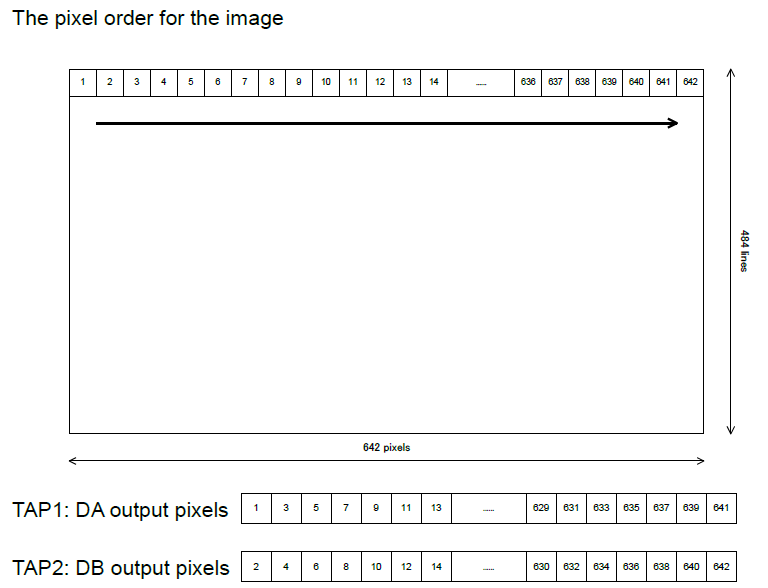 The pixel order for the image
1 2 3 4 5 6 7 8 9 10 11 12 13 14 ...... 636 637 638 639 640 641 642
484 lines
642 pixels
TAP1: DA output pixels 1 3 5 7 9 11 13 ...... 629 631 633 635 637 639 641
TAP2: DB output pixels 2 4 6 8 10 12 14 ...... 630 632 634 636 638 640 642